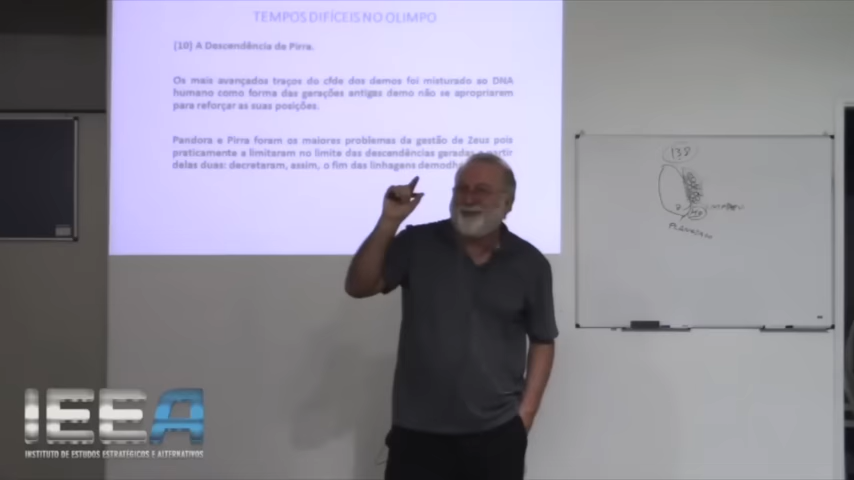 TEMPOS DIFÍCEIS NO OLIMPO
(10) A Descendência de Pirra.
Os mais avançados traços do cfde dos demos foi misturado ao DNA
humano como forma das gerações antigas demo não se apropriarem
para reforçar as suas posições.
Pandora e Pirra foram os maiores problemas da gestão de Zeus pois
praticamente a limitaram no limite das descendências geradas a partir
delas duas: decretaram, assim, o fim das linhagens
138
IEEA
INSTITUTO DE ESTUDOS ESTRATÉGICOS E ALTERNATIVOS